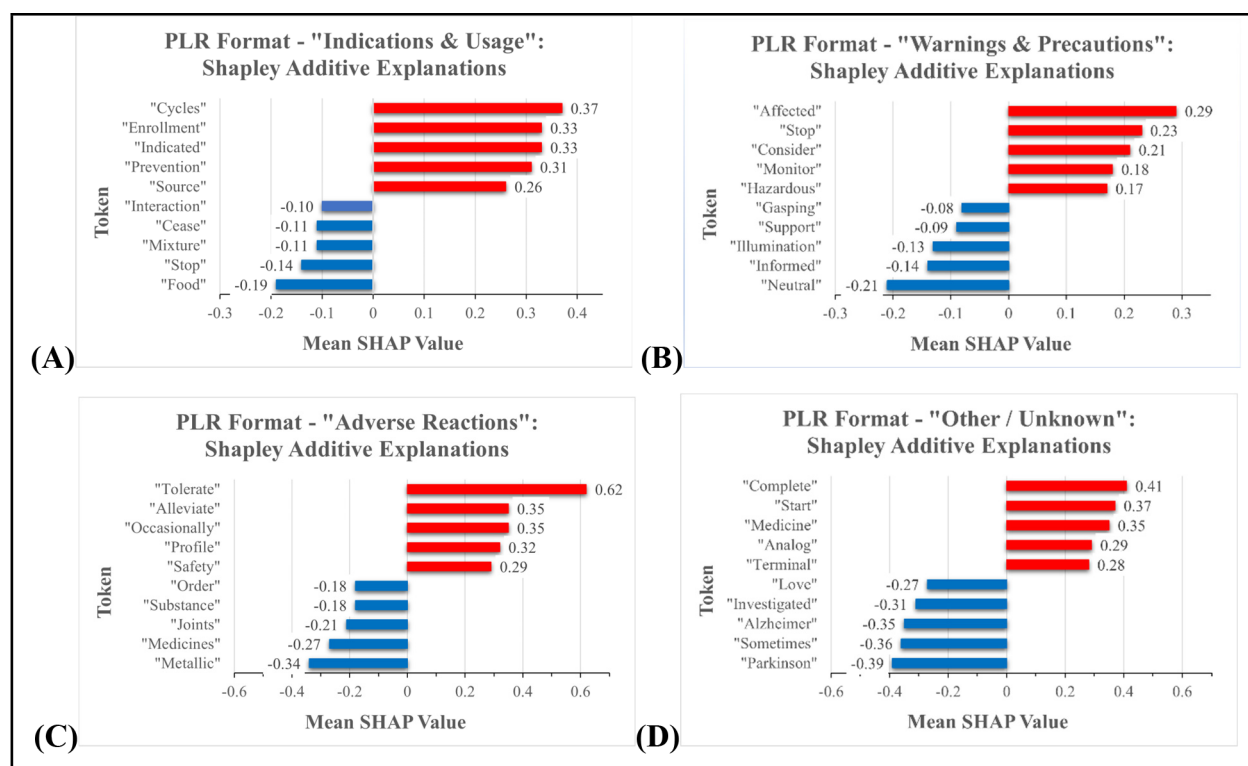 PLR Format - "Indications & Usage":
Shapley Additive Explanations
"Cycles" 0.37
"Enrollment" 0.33
"Indicated" 0.33
"Prevention" 0.31
"Source" 0.26
"Interaction" -0.10
"Cease" -0.11
"Mixture" -0.11
"Stop" -0.14
"Food" -0.19
Token
-0.3 -0.2 -0.1 0 0.1 0.2 0.3 0.4
Mean SHAP Value
(A)
PLR Format - "Warnings & Precautions":
Shapley Additive Explanations
"Affected" 0.29
"Stop" 0.23
"Consider" 0.21
"Monitor" 0.18
"Hazardous" 0.17
"Gasping" -0.08
"Support" -0.09
"Illumination" -0.13
"Informed" -0.14
"Neutral" -0.21
Token
-0.3 -0.2 -0.1 0 0.1 0.2 0.3
Mean SHAP Value
(B)
PLR Format - "Adverse Reactions":
Shapley Additive Explanations
"Tolerate" 0.62
"Alleviate" 0.35
"Occasionally" 0.35
"Profile" 0.32
"Safety" 0.29
"Order" -0.18
"Substance" -0.18
"Joints" -0.21
"Medicines" -0.27
"Metallic" -0.34
Token
-0.6 -0.4 -0.2 0 0.2 0.4 0.6
Mean SHAP Value
(C)
PLR Format - "Other / Unknown":
Shapley Additive Explanations
"Complete" 0.41
"Start" 0.37
"Medicine" 0.35
"Analog" 0.29
"Terminal" 0.28
"Love" -0.27
"Investigated" -0.31
"Alzheimer" -0.35
"Sometimes" -0.36
"Parkinson" -0.39
Token
-0.6 -0.4 -0.2 0 0.2 0.4 0.6
Mean SHAP Value
(D)